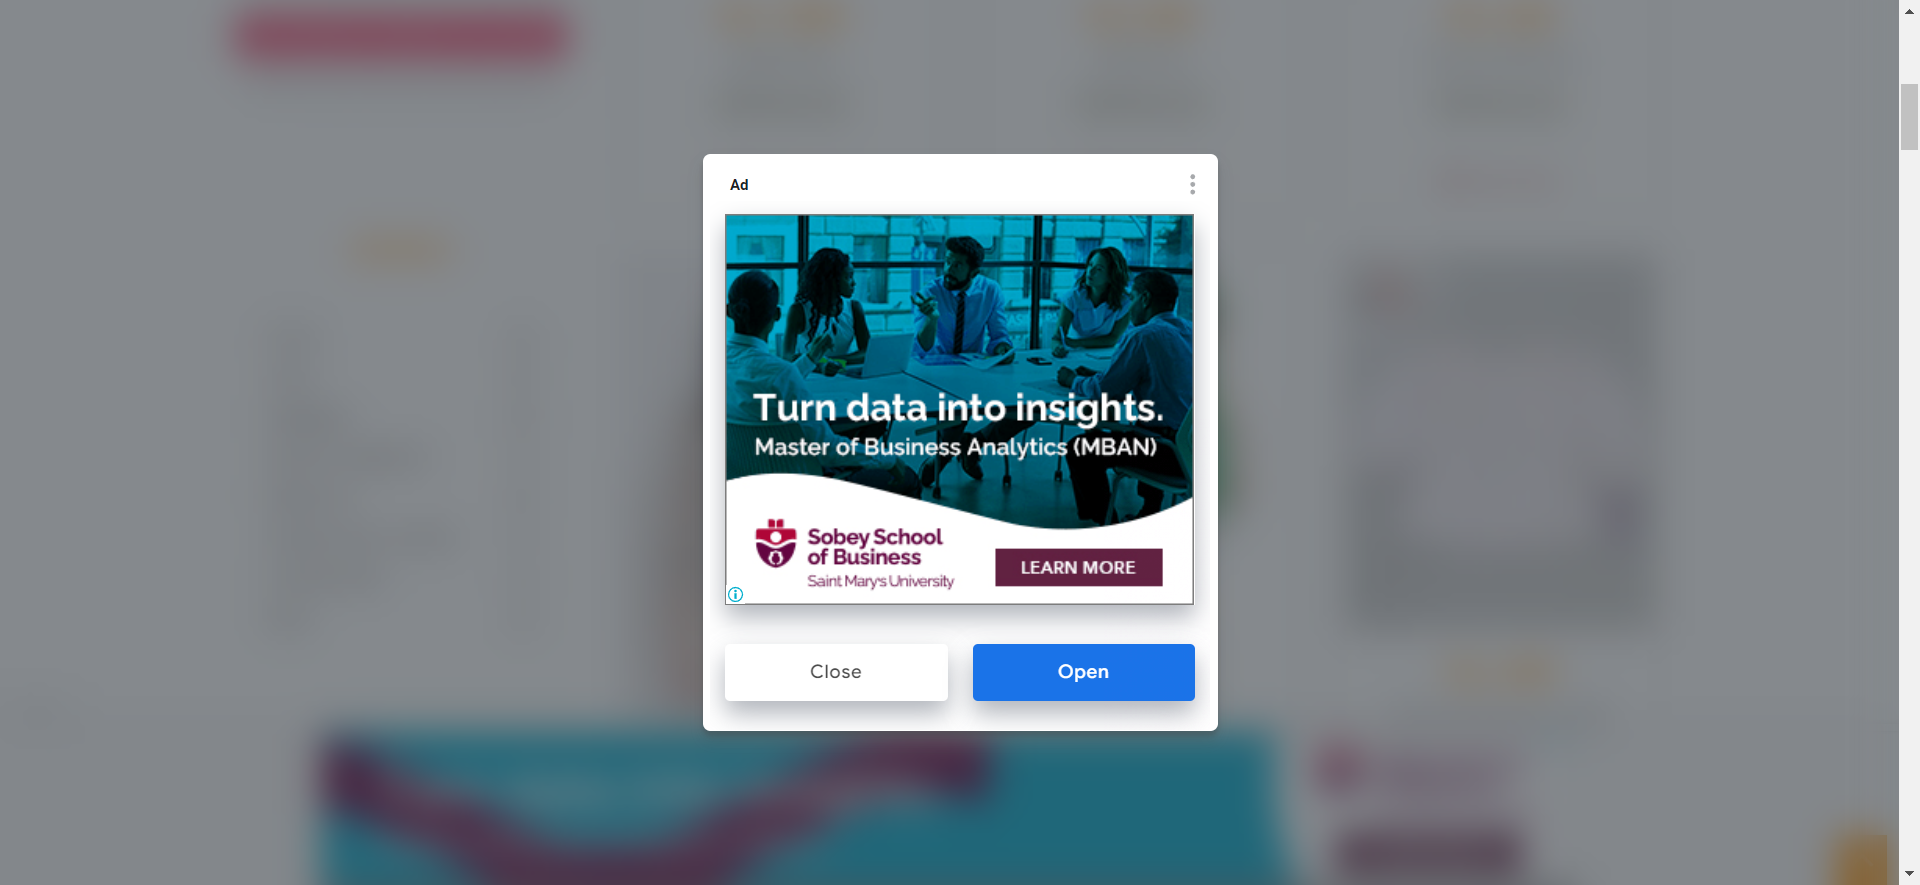 Ad
Turn data into insights.
Master of Business Analytics (MBAN)
Sobey School
of Business
Saint Mary's University
LEARN MORE
Close
Open